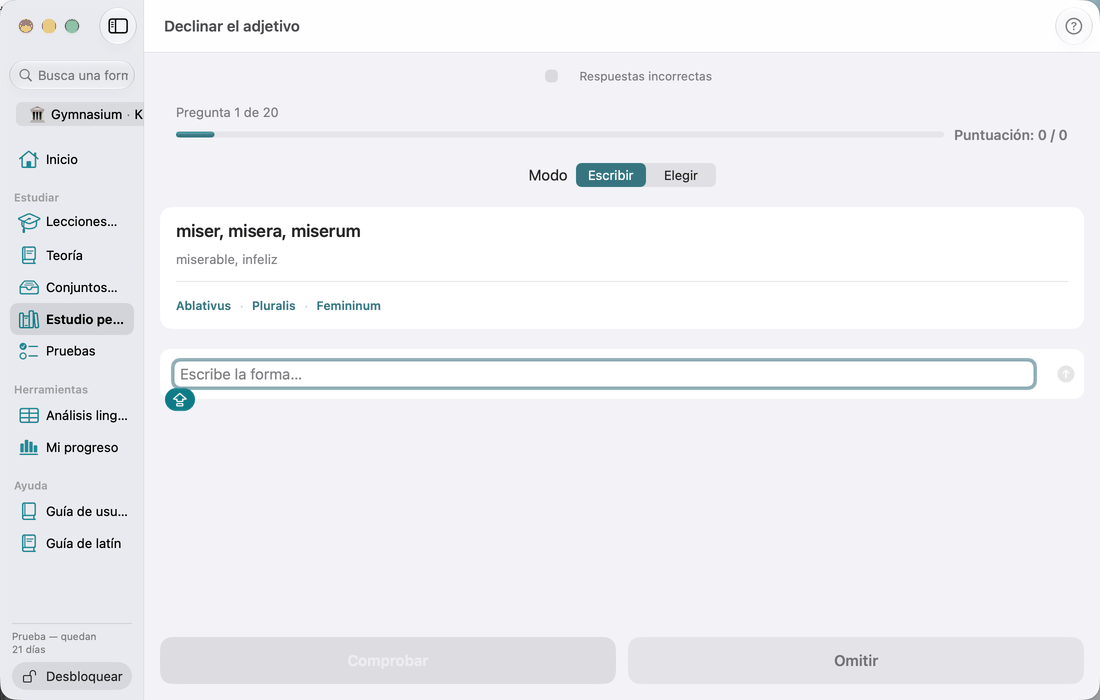 Declinar el adjetivo
?
Busca una forn
Gymnasium · K
Inicio
Estudiar
Lecciones...
Teoría
Conjuntos...
Estudio pe...
Pruebas
Herramientas
Análisis ling...
Mi progreso
Ayuda
Guía de usu...
Guía de latín
Prueba — quedan
21 días
Desbloquear
Respuestas incorrectas
Pregunta 1 de 20
Puntuación: 0 / 0
Modo Escribir Elegir
miser, misera, miserum
miserable, infeliz
Ablativus · Pluralis · Femininum
Escribe la forma...
Comprobar
Omitir